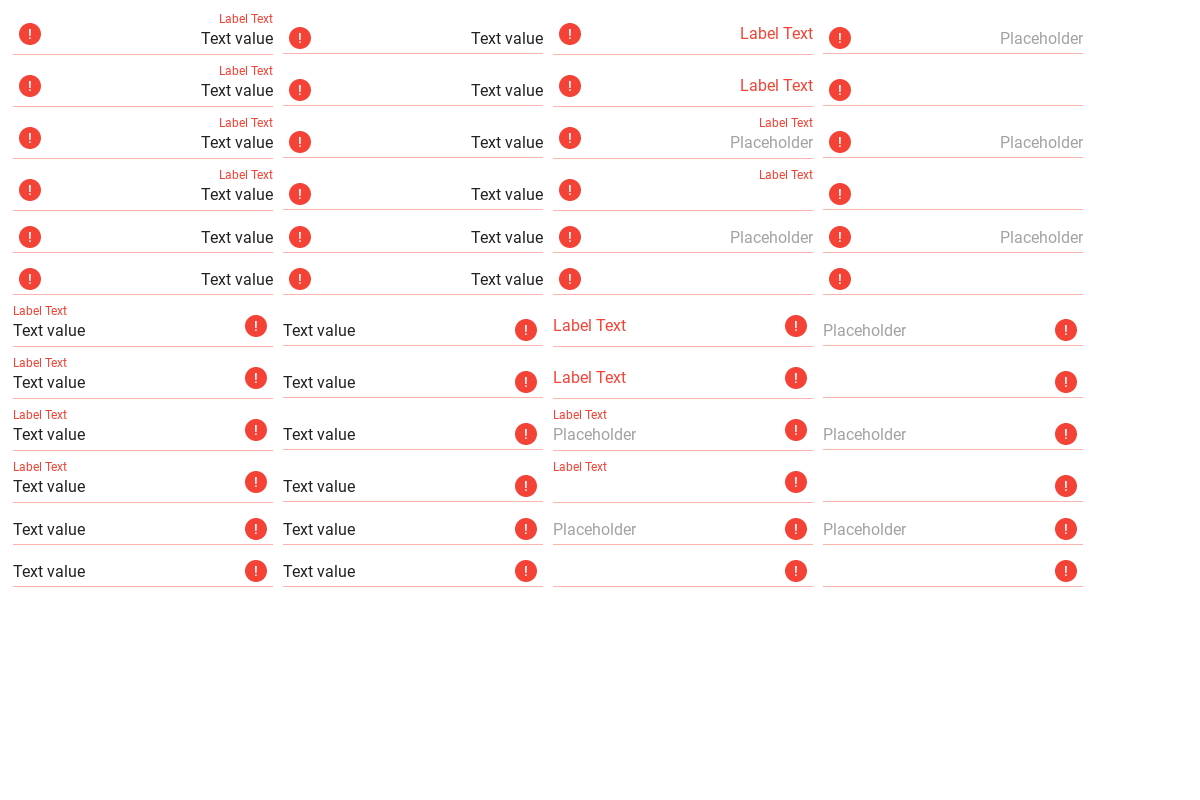 Label Text
! Text value ! Text value ! Label Text ! Placeholder
Label Text
! Text value ! Text value ! Label Text !
Label Text Label Text
! Text value ! Text value ! Placeholder ! Placeholder
Label Text Label Text
! Text value ! Text value ! !
! Text value ! Text value ! Placeholder ! Placeholder
! Text value ! Text value ! !
Label Text
Text value ! Text value ! Label Text ! Placeholder !
Label Text
Text value ! Text value ! Label Text ! !
Label Text Label Text
Text value ! Text value ! Placeholder ! Placeholder !
Label Text Label Text
Text value ! Text value ! ! !
Text value ! Text value ! Placeholder ! Placeholder !
Text value ! Text value ! ! !